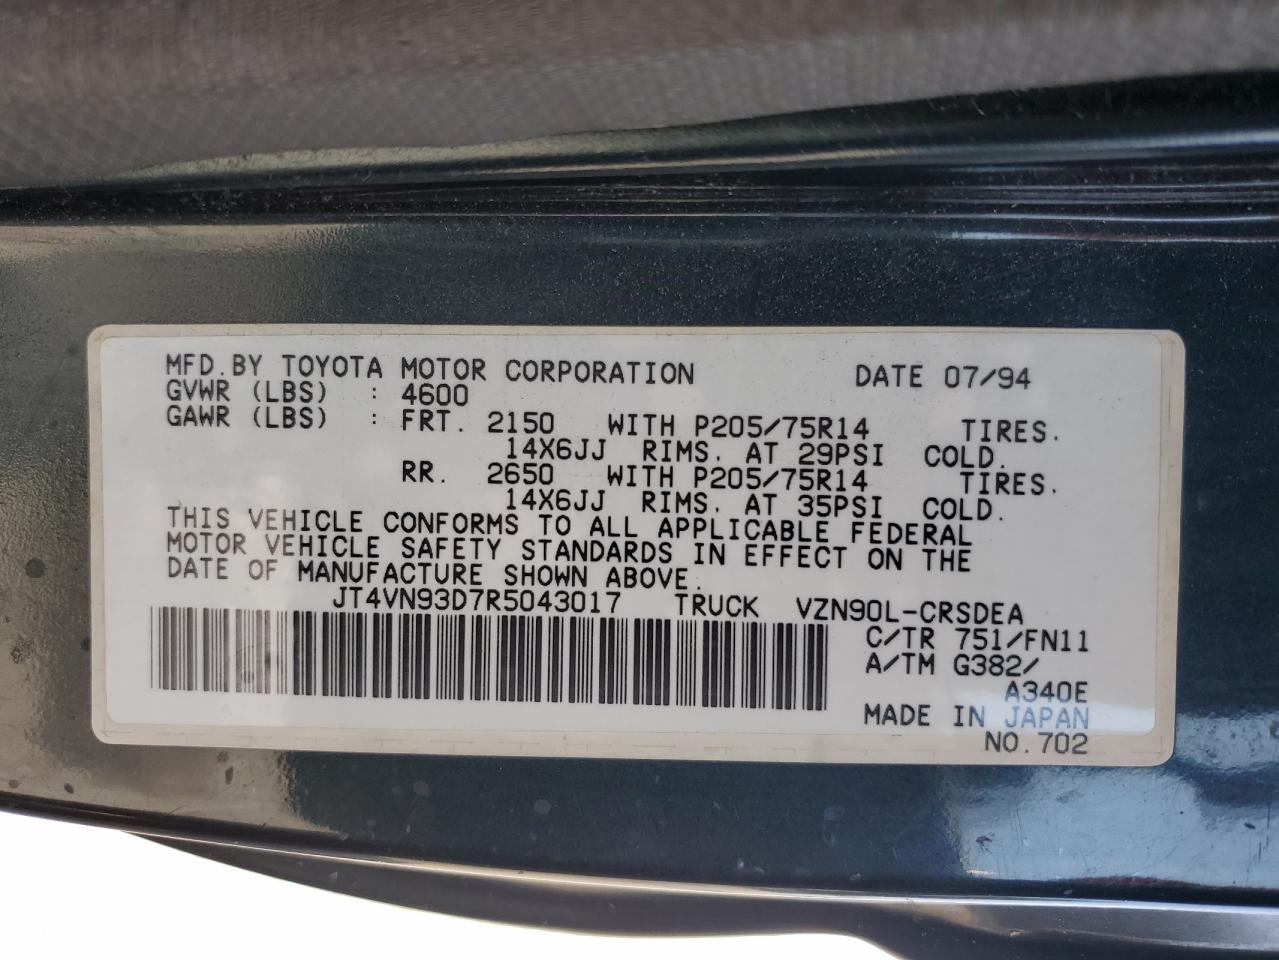 MFD. BY TOYOTA MOTOR CORPORATION DATE 07/94
GVWR (LBS) : 4600
GAWR (LBS) : FRT. 2150 WITH P205/75R14 TIRES.
14X6JJ RIMS. AT 29PSI COLD.
RR. 2650 WITH P205/75R14 TIRES.
14X6JJ RIMS. AT 35PSI COLD.
THIS VEHICLE CONFORMS TO ALL APPLICABLE FEDERAL
MOTOR VEHICLE SAFETY STANDARDS IN EFFECT ON THE
DATE OF MANUFACTURE SHOWN ABOVE.
JT4VN93D7R5043017 TRUCK VZN90L-CRSDEA
C/TR 751/FN11
A/TM G382/
A340E
MADE IN JAPAN
NO.702